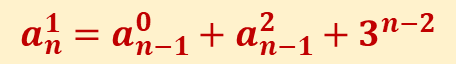 a_n^1 = a_{n-1}^0 + a_{n-1}^2 + 3^{n-2}